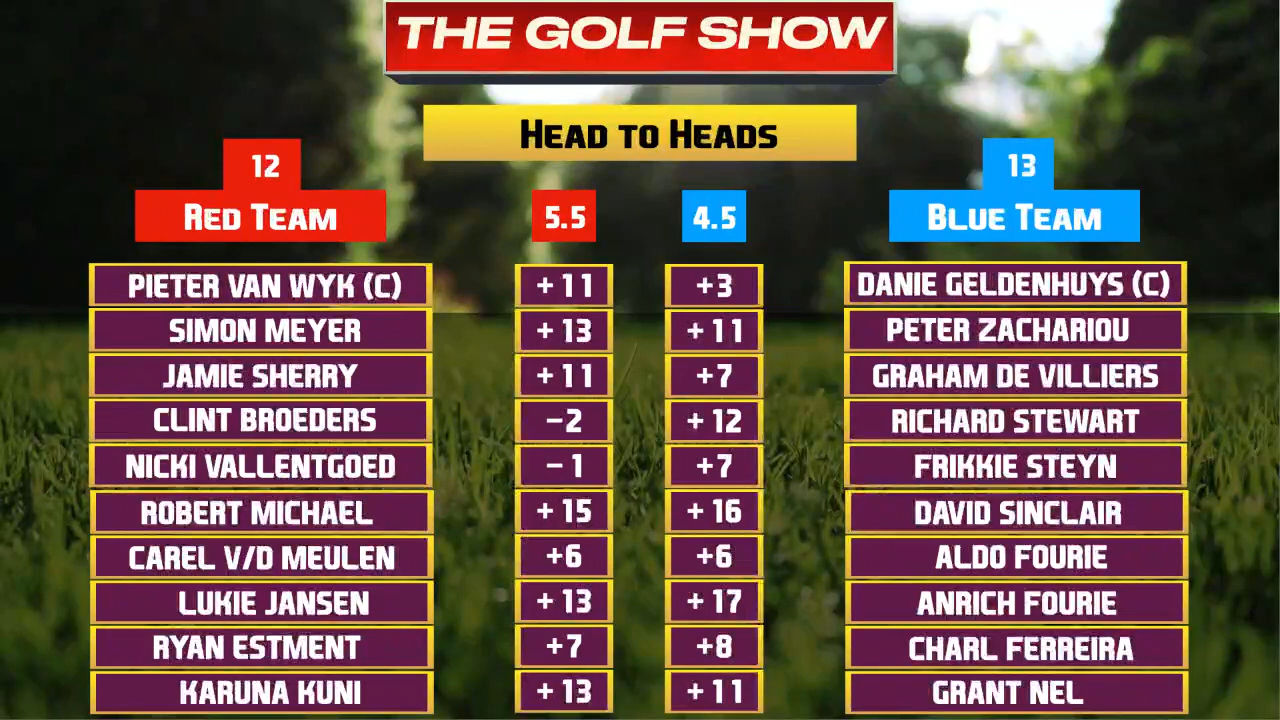 THE GOLF SHOW
HEAD TO HEADS
12 13
RED TEAM 5.5 4.5 BLUE TEAM
PIETER VAN WYK (C) +11 +3 DANIE GELDENHUYS (C)
SIMON MEYER +13 +11 PETER ZACHARIOU
JAMIE SHERRY +11 +7 GRAHAM DE VILLIERS
CLINT BROEDERS -2 +12 RICHARD STEWART
NICKI VALLENTGOED -1 +7 FRIKKIE STEYN
ROBERT MICHAEL +15 +16 DAVID SINCLAIR
CAREL V/D MEULEN +6 +6 ALDO FOURIE
LUKIE JANSEN +13 +17 ANRICH FOURIE
RYAN ESTMENT +7 +8 CHARL FERREIRA
KARUNA KUNI +13 +11 GRANT NEL